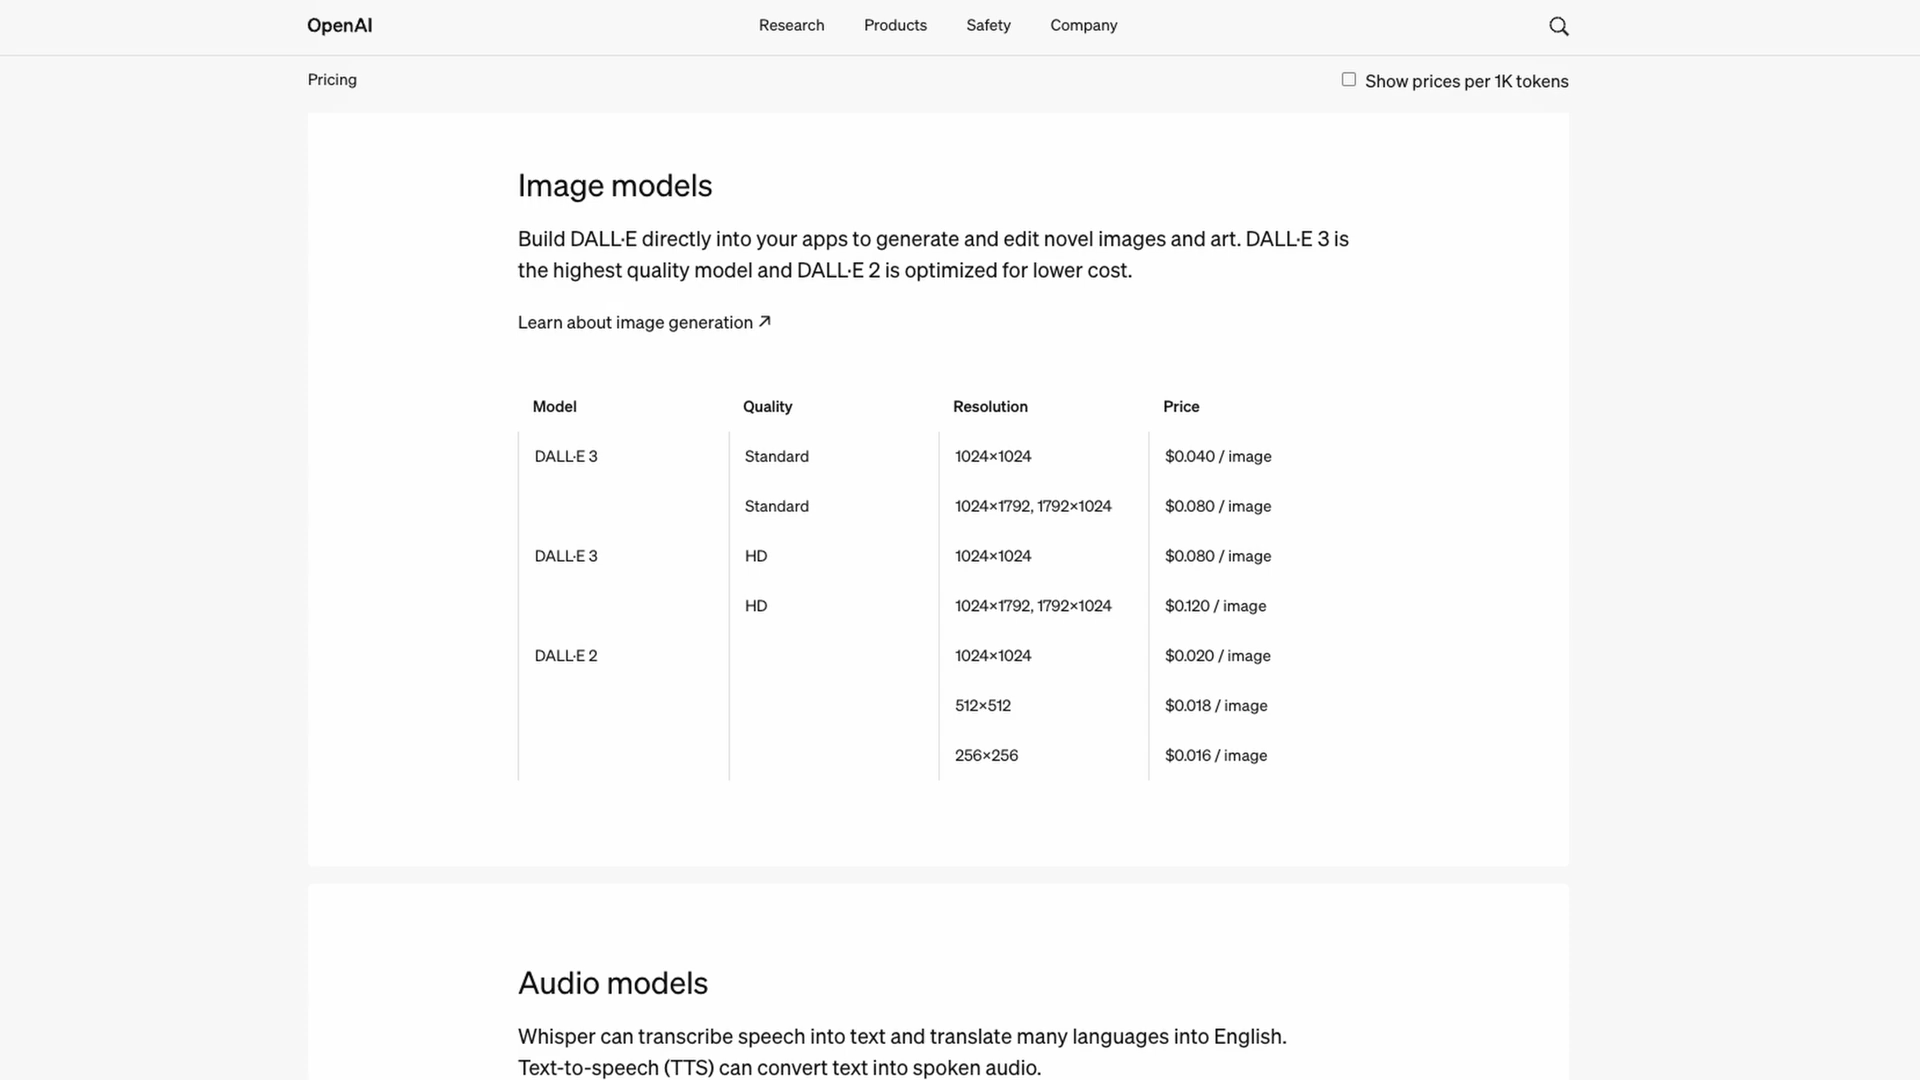 OpenAI
Research Products Safety Company
Pricing
Show prices per 1K tokens
Image models
Build DALL·E directly into your apps to generate and edit novel images and art. DALL·E 3 is
the highest quality model and DALL·E 2 is optimized for lower cost.
Learn about image generation ↗
Model Quality Resolution Price
DALL·E 3 Standard 1024×1024 $0.040 / image
Standard 1024×1792, 1792×1024 $0.080 / image
DALL·E 3 HD 1024×1024 $0.080 / image
HD 1024×1792, 1792×1024 $0.120 / image
DALL·E 2 1024×1024 $0.020 / image
512×512 $0.018 / image
256×256 $0.016 / image
Audio models
Whisper can transcribe speech into text and translate many languages into English.
Text-to-speech (TTS) can convert text into spoken audio.